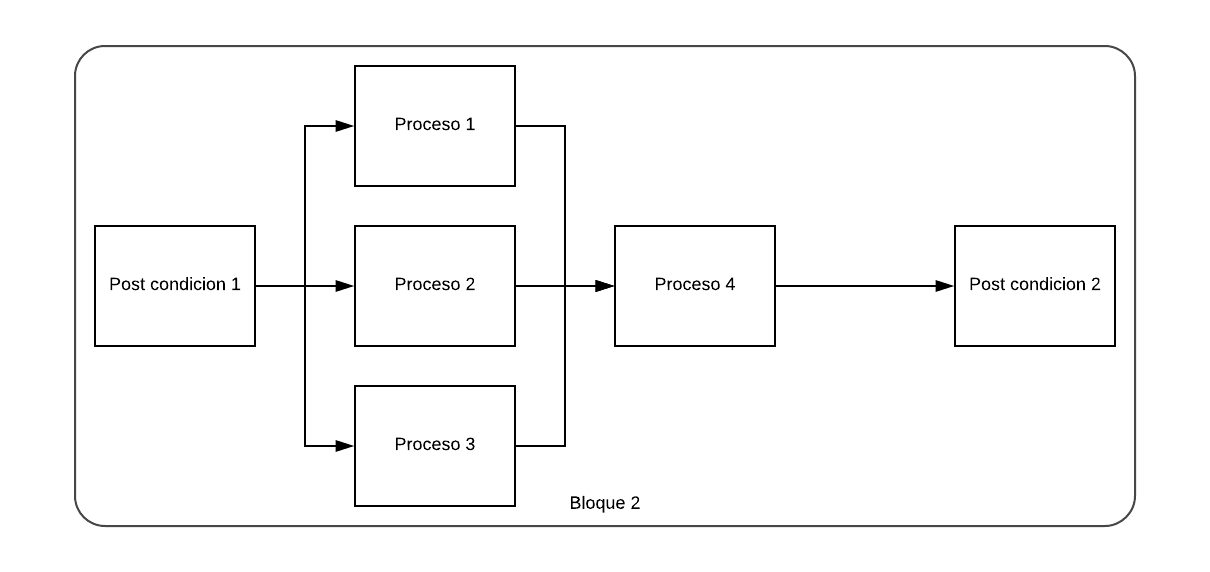 Proceso 1
Post condicion 1
Proceso 2
Proceso 4
Post condicion 2
Proceso 3
Bloque 2